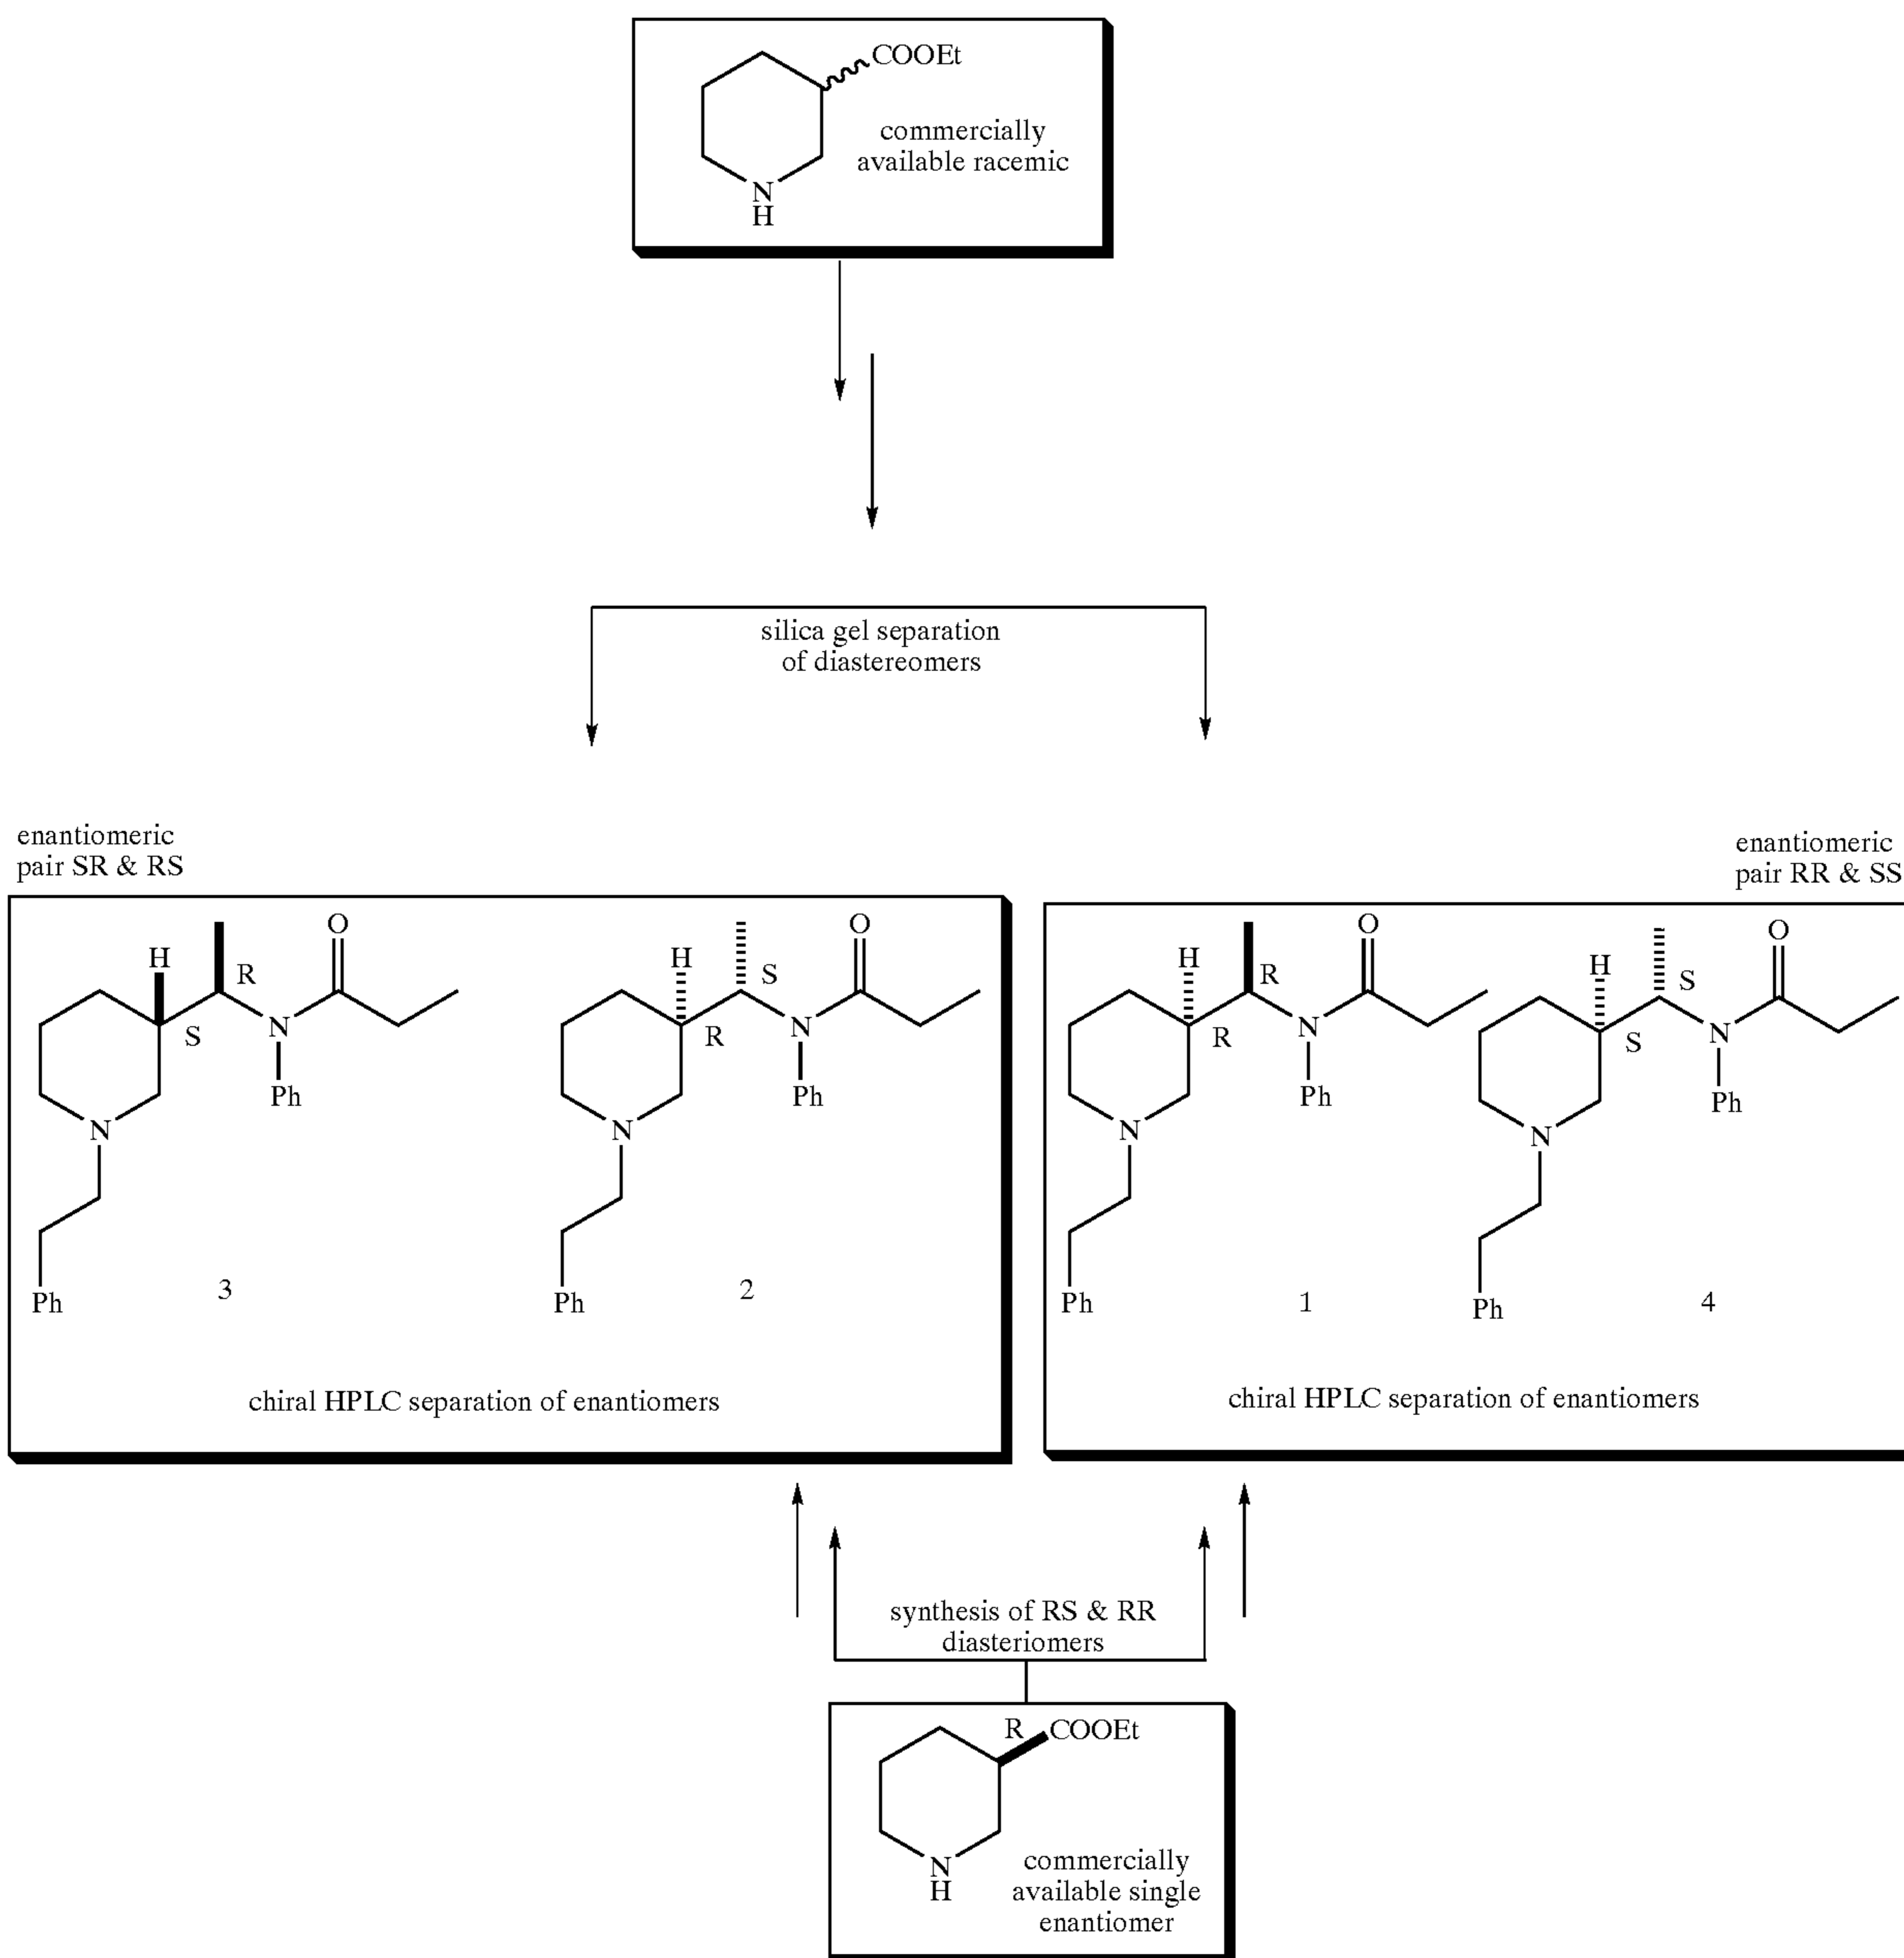 COOEt
commercially
available racemic
N
H
silica gel separation
of diastereomers
enantiomeric
pair SR & RS
enantiomeric
pair RR & SS
H
R
O
S
N
Ph
N
Ph
3
H
S
O
R
N
Ph
N
Ph
2
chiral HPLC separation of enantiomers
H
R
O
R
N
Ph
N
Ph
1
H
S
O
S
N
Ph
N
Ph
4
chiral HPLC separation of enantiomers
synthesis of RS & RR
diasteriomers
R
COOEt
N
H
commercially
available single
enantiomer